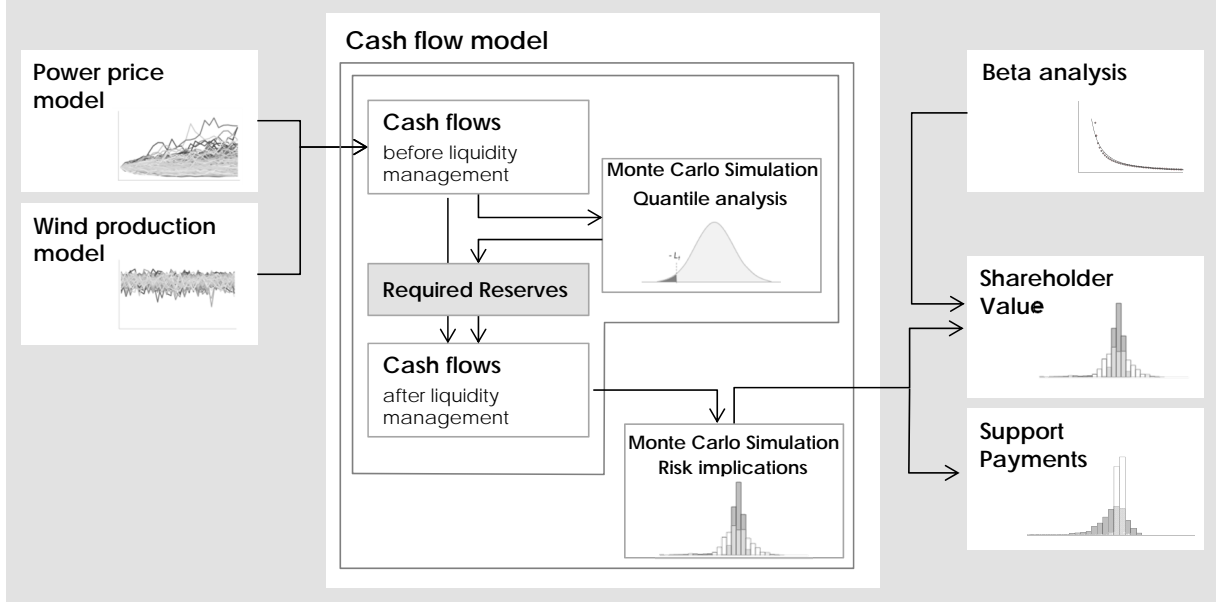 Cash flow model
Power price
model
Wind production
model
Cash flows
before liquidity
management
Monte Carlo Simulation
Quantile analysis
- Lf
Required Reserves
Cash flows
after liquidity
management
Monte Carlo Simulation
Risk implications
Beta analysis
Shareholder
Value
Support
Payments